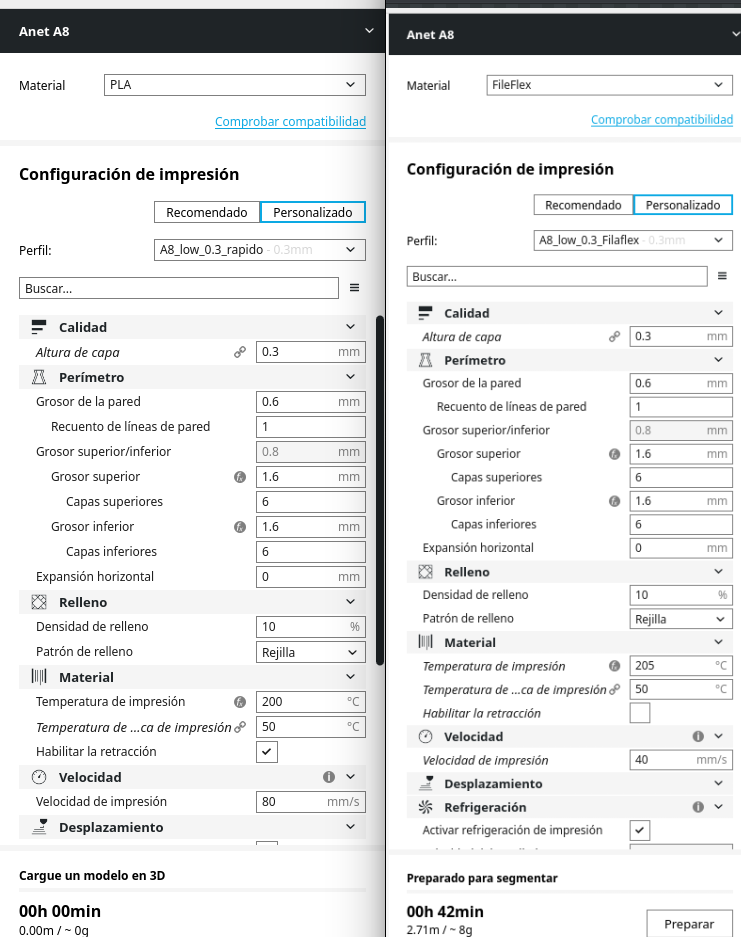 Anet A8
Material PLA
Comprobar compatibilidad
Configuración de impresión
Recomendado Personalizado
Perfil: A8_low_0.3_rapido - 0.3mm
Buscar...
Calidad
Altura de capa 0.3 mm
Perímetro
Grosor de la pared 0.6 mm
Recuento de líneas de pared 1
Grosor superior/inferior 0.8 mm
Grosor superior 1.6 mm
Capas superiores 6
Grosor inferior 1.6 mm
Capas inferiores 6
Expansión horizontal 0 mm
Relleno
Densidad de relleno 10 %
Patrón de relleno Rejilla
Material
Temperatura de impresión 200 °C
Temperatura de ...ca de impresión 50 °C
Habilitar la retracción
Velocidad
Velocidad de impresión 80 mm/s
Desplazamiento
Cargue un modelo en 3D
00h 00min
0.00m / ~ 0g
Anet A8
Material FileFlex
Comprobar compatibilidad
Configuración de impresión
Recomendado Personalizado
Perfil: A8_low_0.3_Filaflex - 0.3mm
Buscar...
Calidad
Altura de capa 0.3 mm
Perímetro
Grosor de la pared 0.6 mm
Recuento de líneas de pared 1
Grosor superior/inferior 0.8 mm
Grosor superior 1.6 mm
Capas superiores 6
Grosor inferior 1.6 mm
Capas inferiores 6
Expansión horizontal 0 mm
Relleno
Densidad de relleno 10 %
Patrón de relleno Rejilla
Material
Temperatura de impresión 205 °C
Temperatura de ...ca de impresión 50 °C
Habilitar la retracción
Velocidad
Velocidad de impresión 40 mm/s
Desplazamiento
Refrigeración
Activar refrigeración de impresión
Preparado para segmentar
00h 42min
2.71m / ~ 8g
Preparar